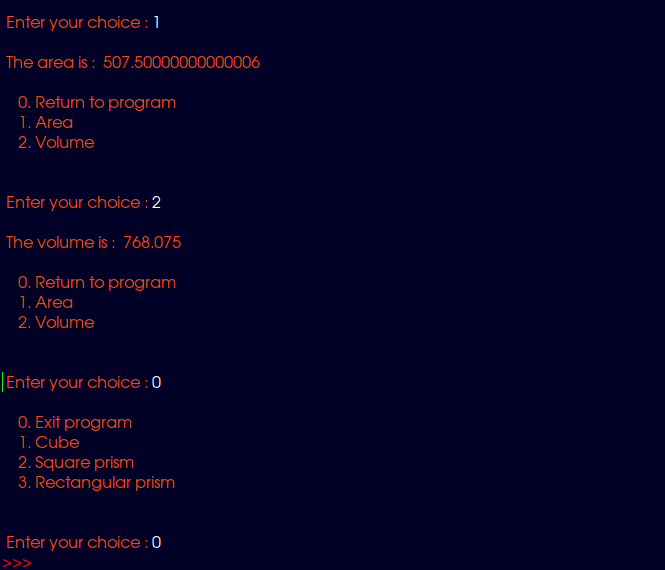 Enter your choice : 1
The area is :  507.50000000000006
0. Return to program
1. Area
2. Volume
Enter your choice : 2
The volume is :  768.075
0. Return to program
1. Area
2. Volume
Enter your choice : 0
0. Exit program
1. Cube
2. Square prism
3. Rectangular prism
Enter your choice : 0
>>>